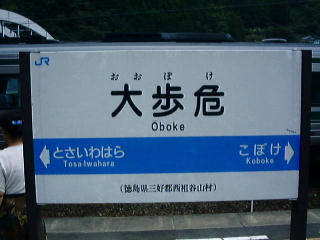 JR
おおぼけ
大歩危
Oboke
とさいわはら こぼけ
Tosa-Iwahara Koboke
(徳島県三好郡西祖谷山村)